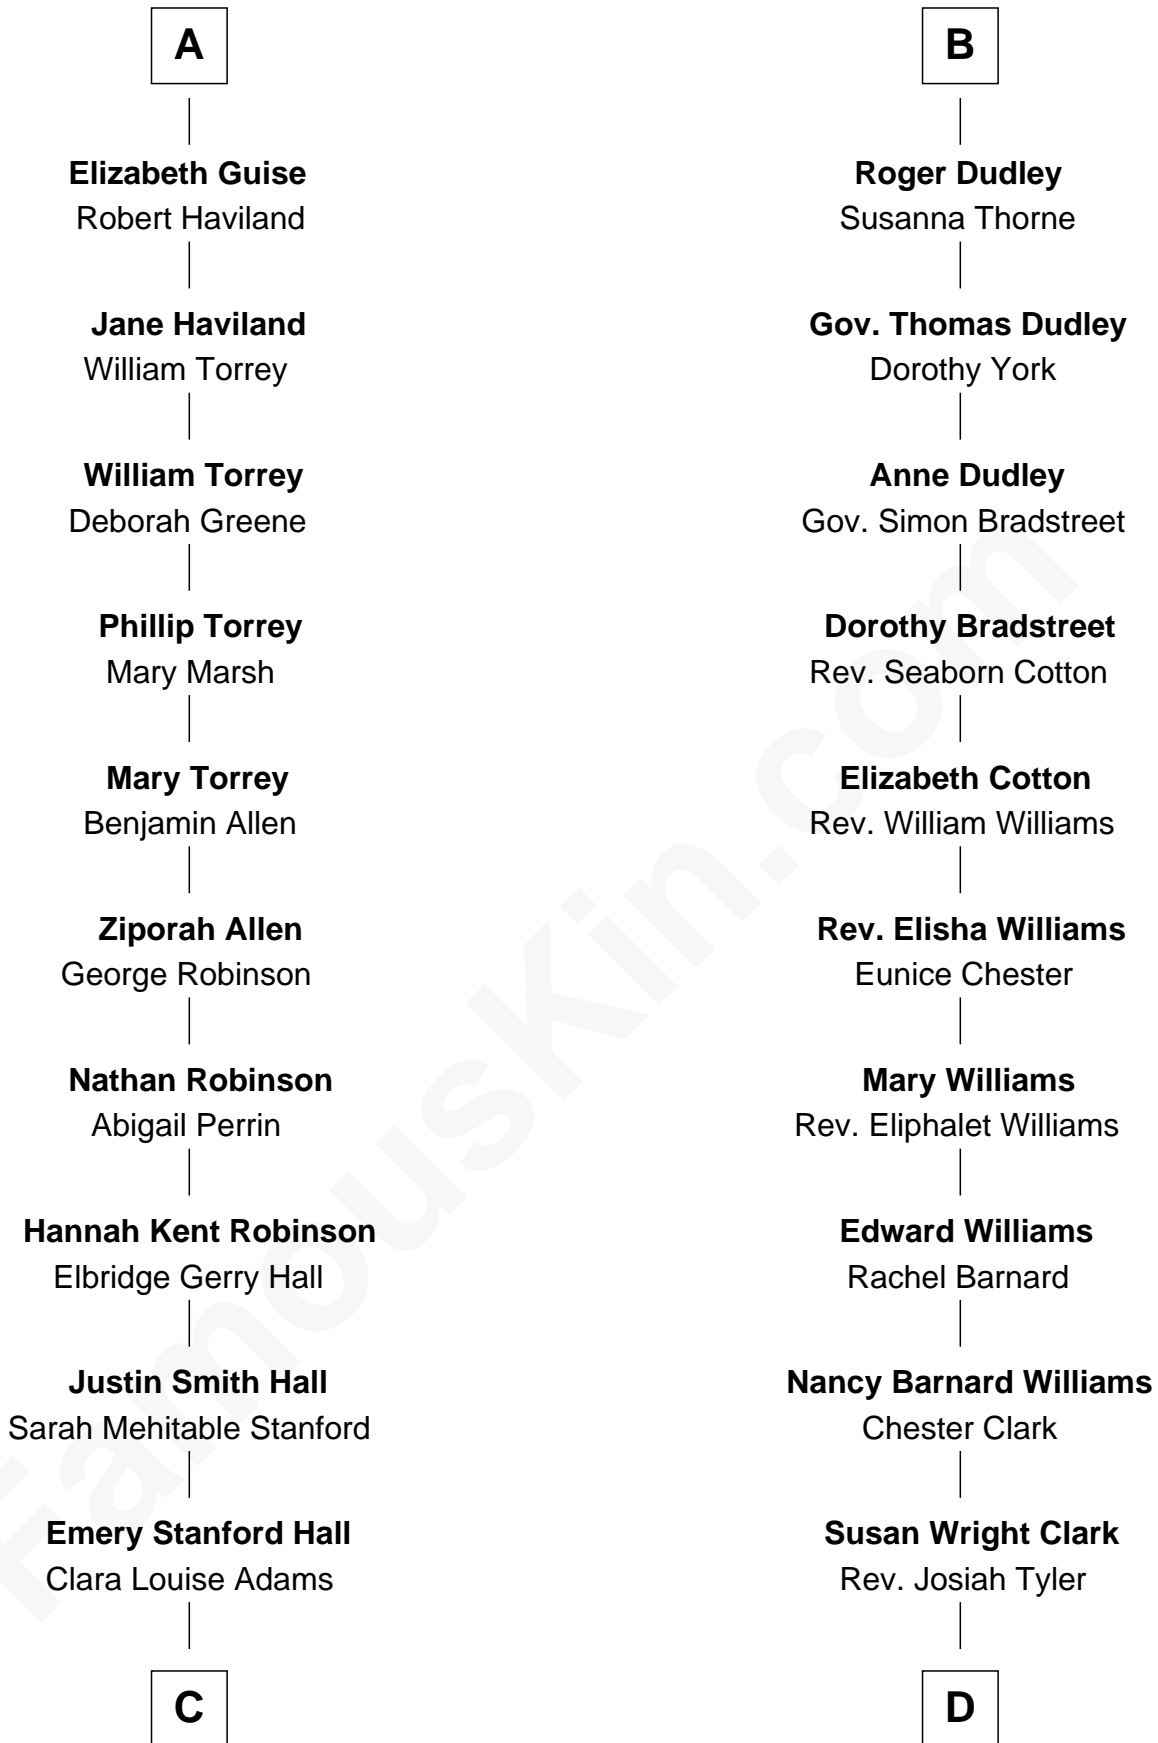 A
Elizabeth Guise
Robert Haviland
Jane Haviland
William Torrey
William Torrey
Deborah Greene
Phillip Torrey
Mary Marsh
Mary Torrey
Benjamin Allen
Ziporah Allen
George Robinson
Nathan Robinson
Abigail Perrin
Hannah Kent Robinson
Elbridge Gerry Hall
Justin Smith Hall
Sarah Mehitable Stanford
Emery Stanford Hall
Clara Louise Adams
C
B
Roger Dudley
Susanna Thorne
Gov. Thomas Dudley
Dorothy York
Anne Dudley
Gov. Simon Bradstreet
Dorothy Bradstreet
Rev. Seaborn Cotton
Elizabeth Cotton
Rev. William Williams
Rev. Elisha Williams
Eunice Chester
Mary Williams
Rev. Eliphalet Williams
Edward Williams
Rachel Barnard
Nancy Barnard Williams
Chester Clark
Susan Wright Clark
Rev. Josiah Tyler
D
FamousKin.com